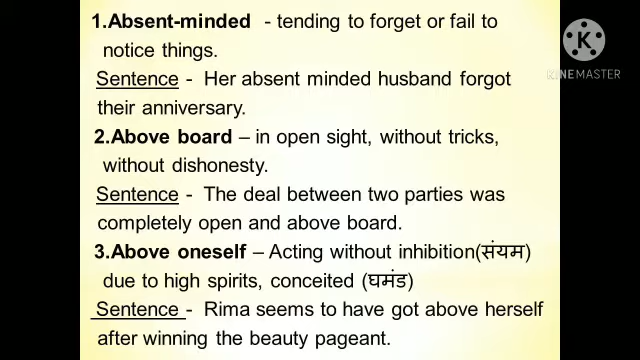 1.Absent-minded - tending to forget or fail to
notice things.
Sentence - Her absent minded husband forgot
their anniversary.
2.Above board – in open sight, without tricks,
without dishonesty.
Sentence - The deal between two parties was
completely open and above board.
3.Above oneself – Acting without inhibition(संयम)
due to high spirits, conceited (घमंड)
Sentence - Rima seems to have got above herself
after winning the beauty pageant.
K
KINEMASTER